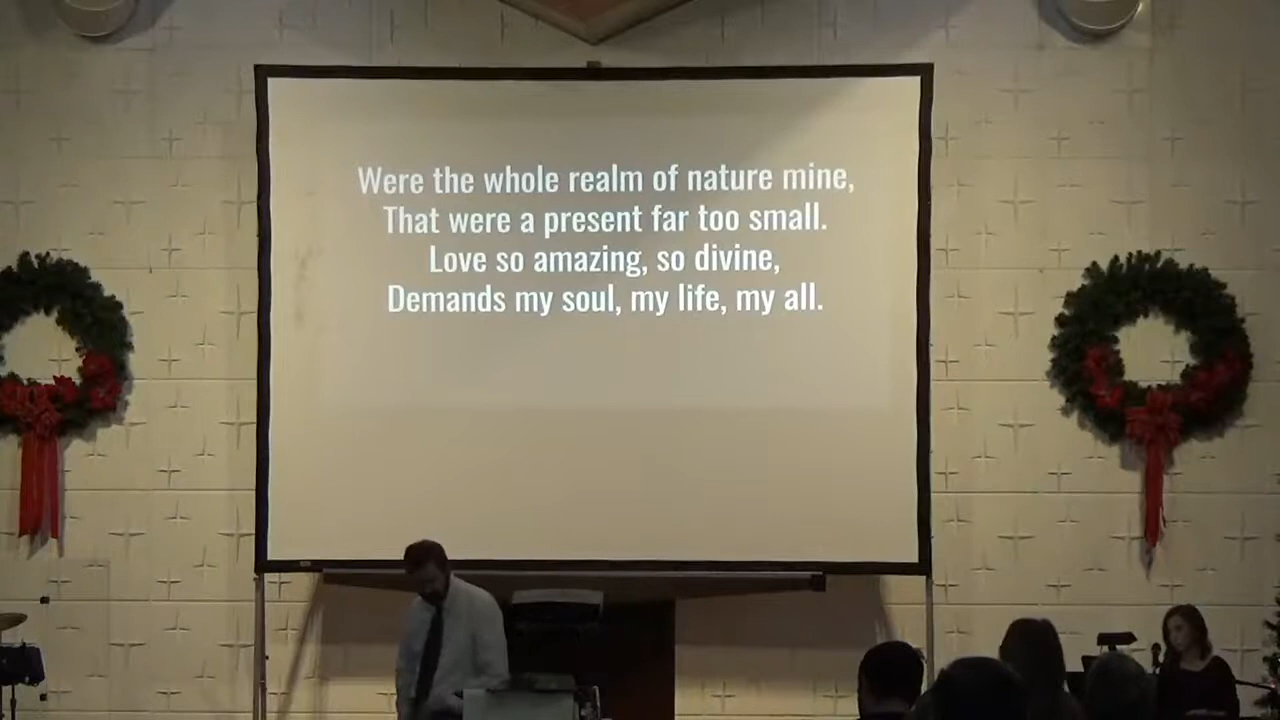 Were the whole realm of nature mine,
That were a present far too small.
Love so amazing, so divine,
Demands my soul, my life, my all.